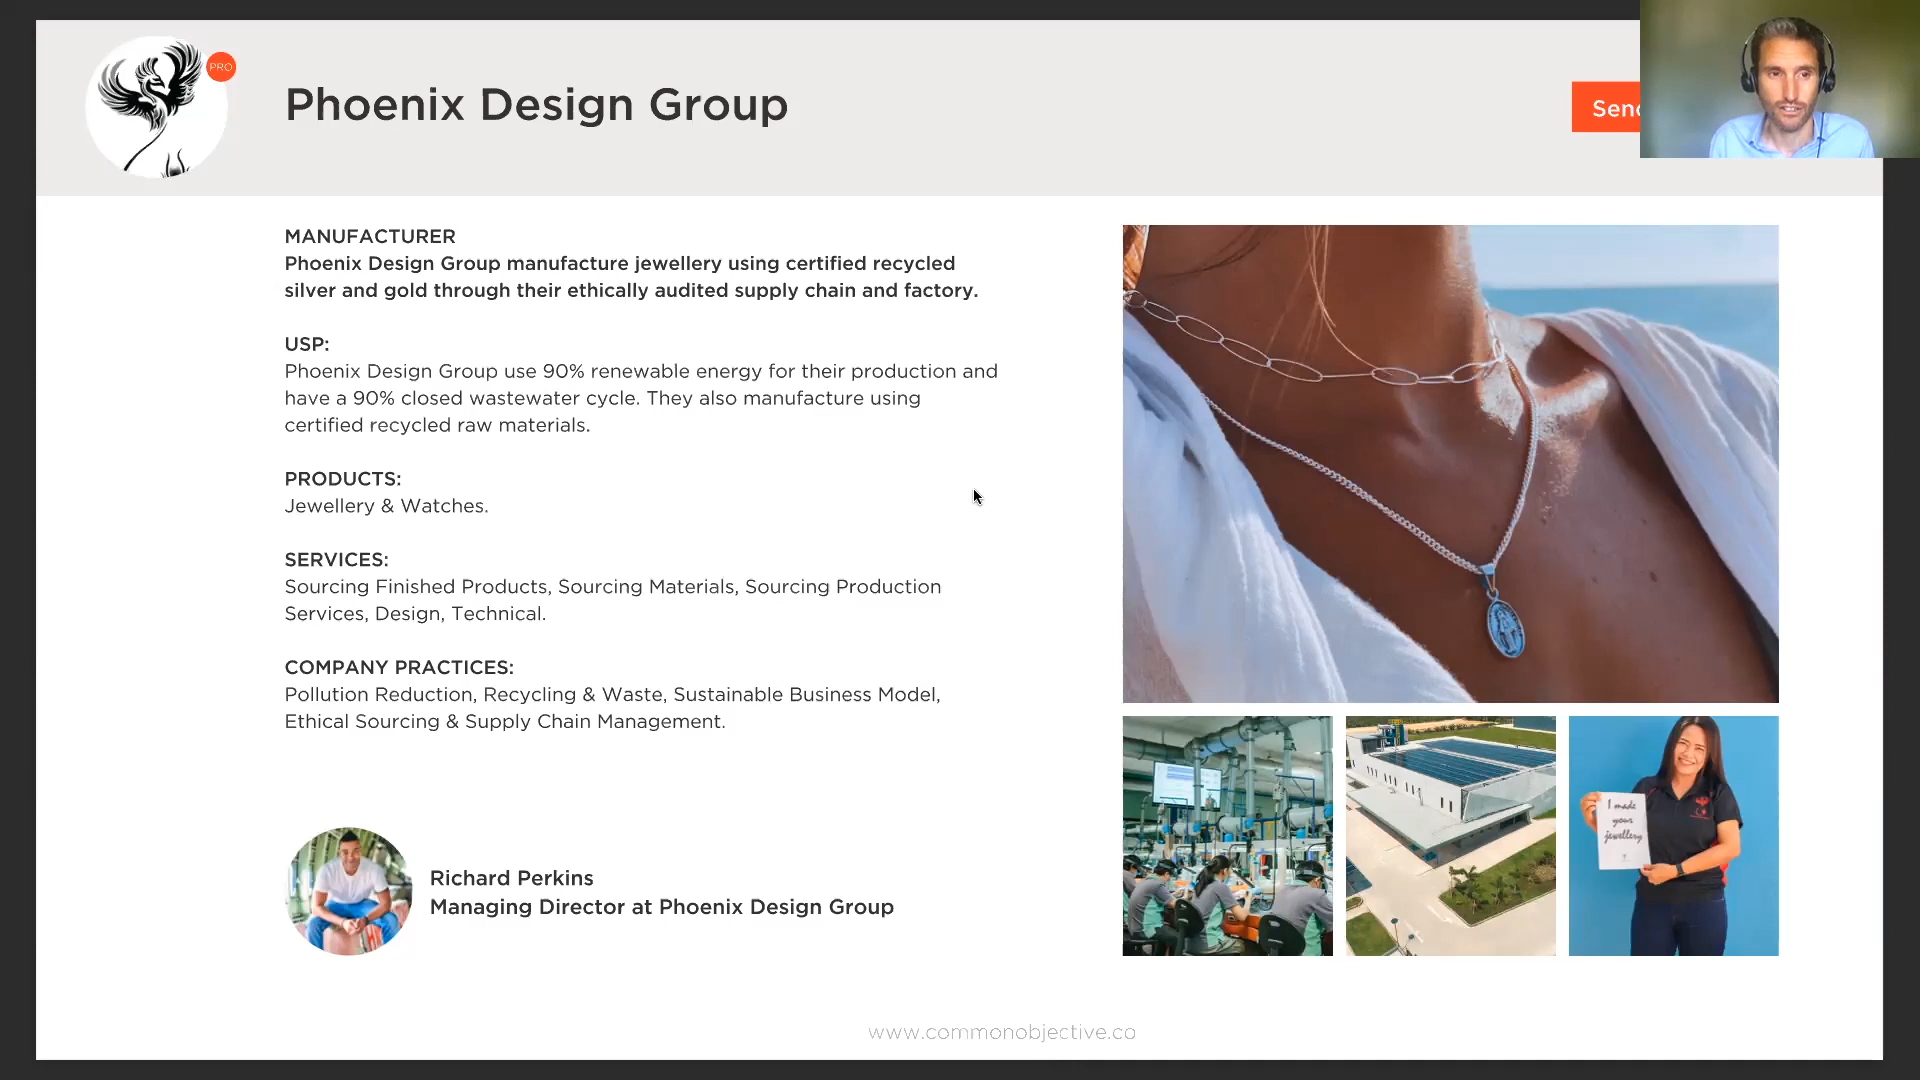 PRO
Phoenix Design Group
MANUFACTURER
Phoenix Design Group manufacture jewellery using certified recycled
silver and gold through their ethically audited supply chain and factory.
USP:
Phoenix Design Group use 90% renewable energy for their production and
have a 90% closed wastewater cycle. They also manufacture using
certified recycled raw materials.
PRODUCTS:
Jewellery & Watches.
SERVICES:
Sourcing Finished Products, Sourcing Materials, Sourcing Production
Services, Design, Technical.
COMPANY PRACTICES:
Pollution Reduction, Recycling & Waste, Sustainable Business Model,
Ethical Sourcing & Supply Chain Management.
I made
your
jewellery
Richard Perkins
Managing Director at Phoenix Design Group
www.commonobjective.co